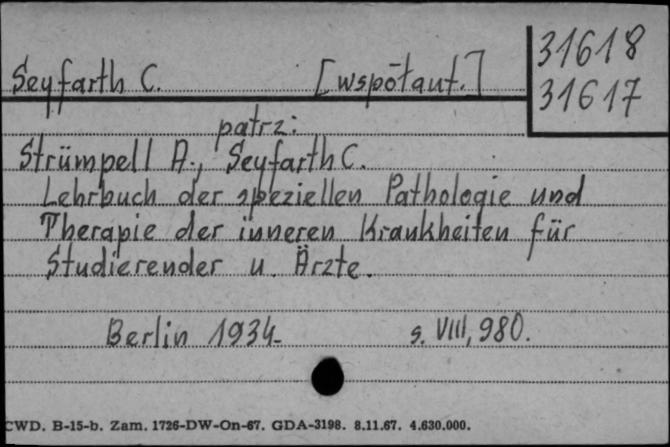 31618
Seyfarth C. [współaut.]
31617
patrz:
Strümpell A., Seyfarth C.
Lehrbuch der speziellen Pathologie und
Therapie der inneren Krankheiten für
Studierender u. Ärzte.
Berlin 1934. s. VIII, 980.
CWD. B-15-b. Zam. 1726-DW-On-67. GDA-3198. 8.11.67. 4.630.000.